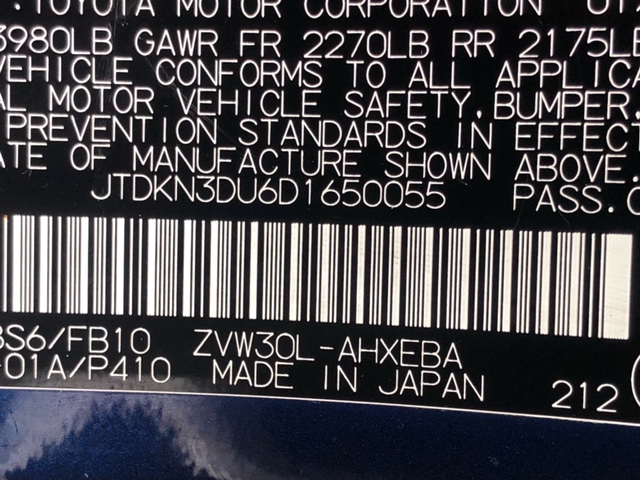 TOYOTA MOTOR CORPORATION
3980LB GAWR FR 2270LB RR 2175LB
VEHICLE CONFORMS TO ALL APPLICA
AL MOTOR VEHICLE SAFETY, BUMPER,
PREVENTION STANDARDS IN EFFECT
ATE OF MANUFACTURE SHOWN ABOVE.
JTDKN3DU6D1650055 PASS.C
BS6/FB10 ZVW30L-AHXEBA
-01A/P410 MADE IN JAPAN 212